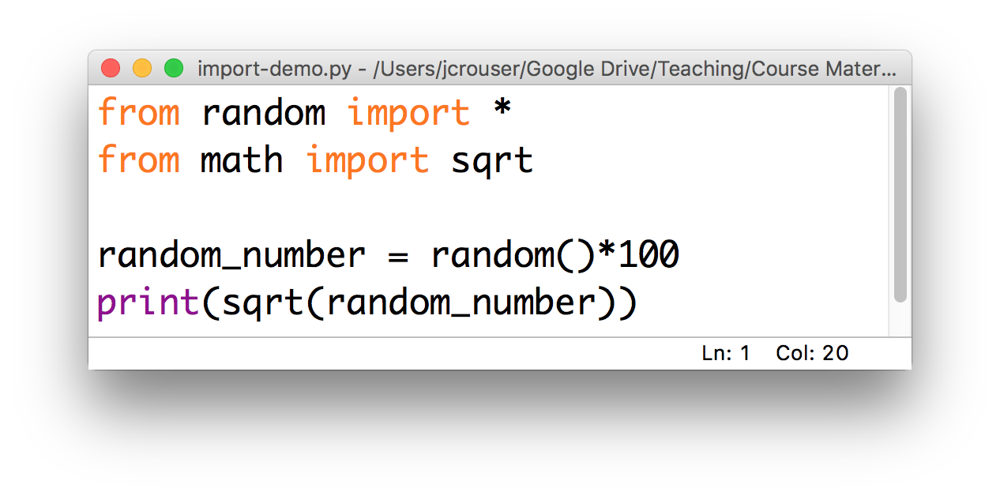 import-demo.py - /Users/jcrouser/Google Drive/Teaching/Course Mater...
from random import *
from math import sqrt
random_number = random()*100
print(sqrt(random_number))
Ln: 1 Col: 20